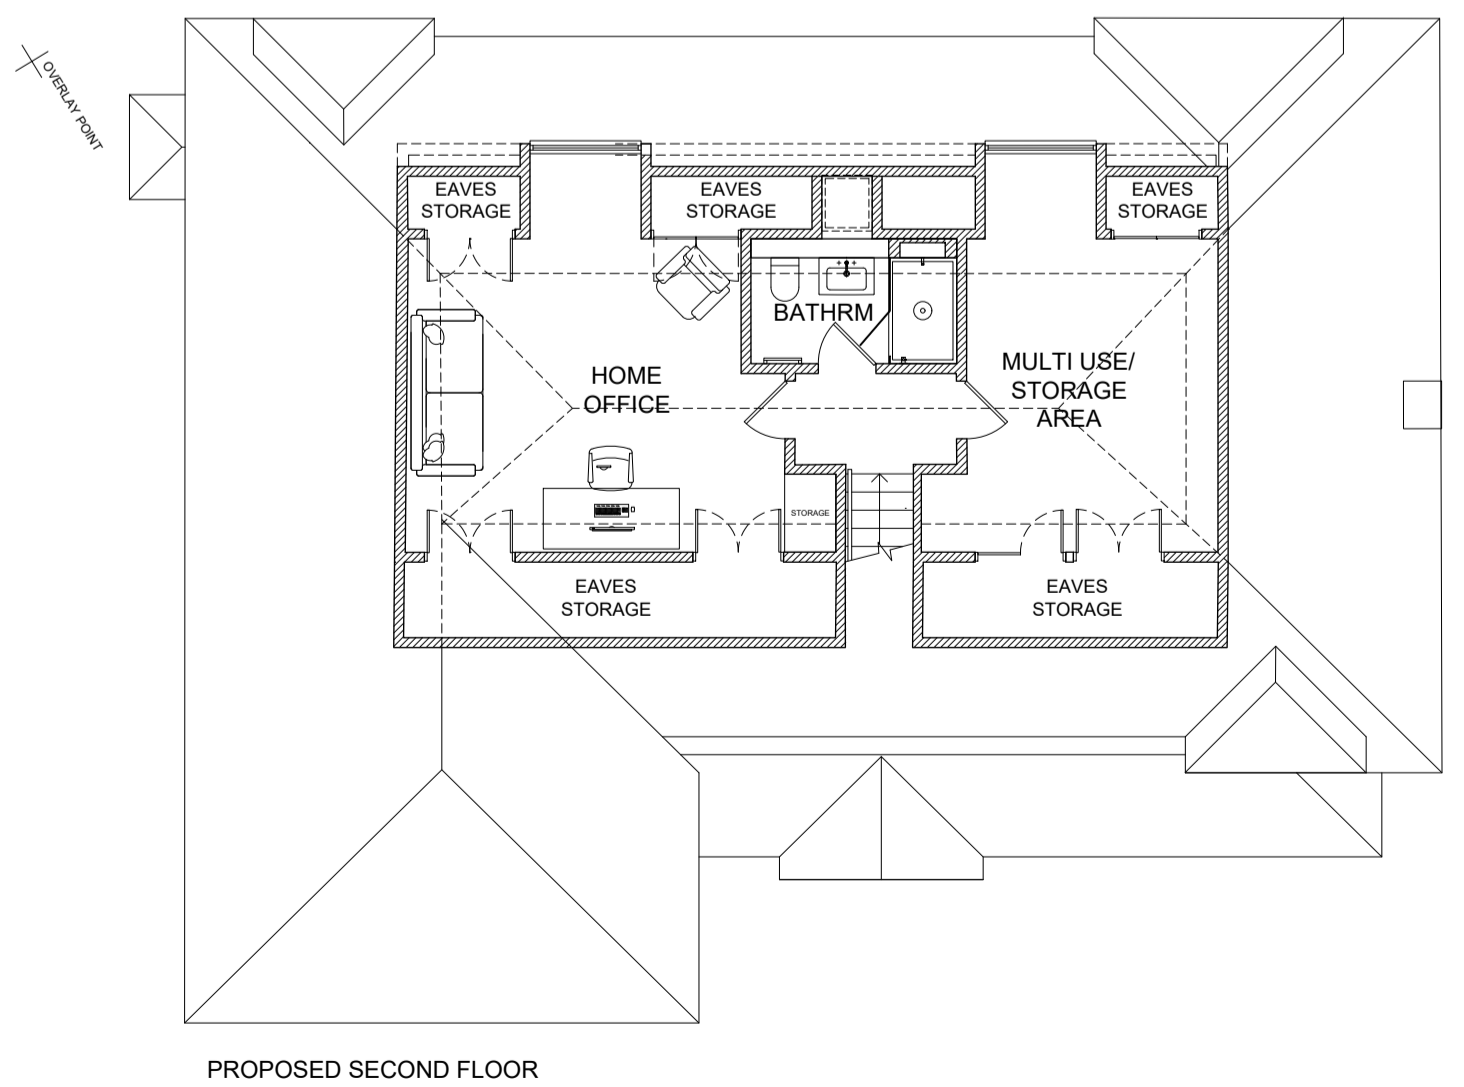 OVERLAY POINT
EAVES
STORAGE
EAVES
STORAGE
EAVES
STORAGE
BATHRM
HOME
OFFICE
MULTI USE/
STORAGE
AREA
STORAGE
EAVES
STORAGE
EAVES
STORAGE
PROPOSED SECOND FLOOR